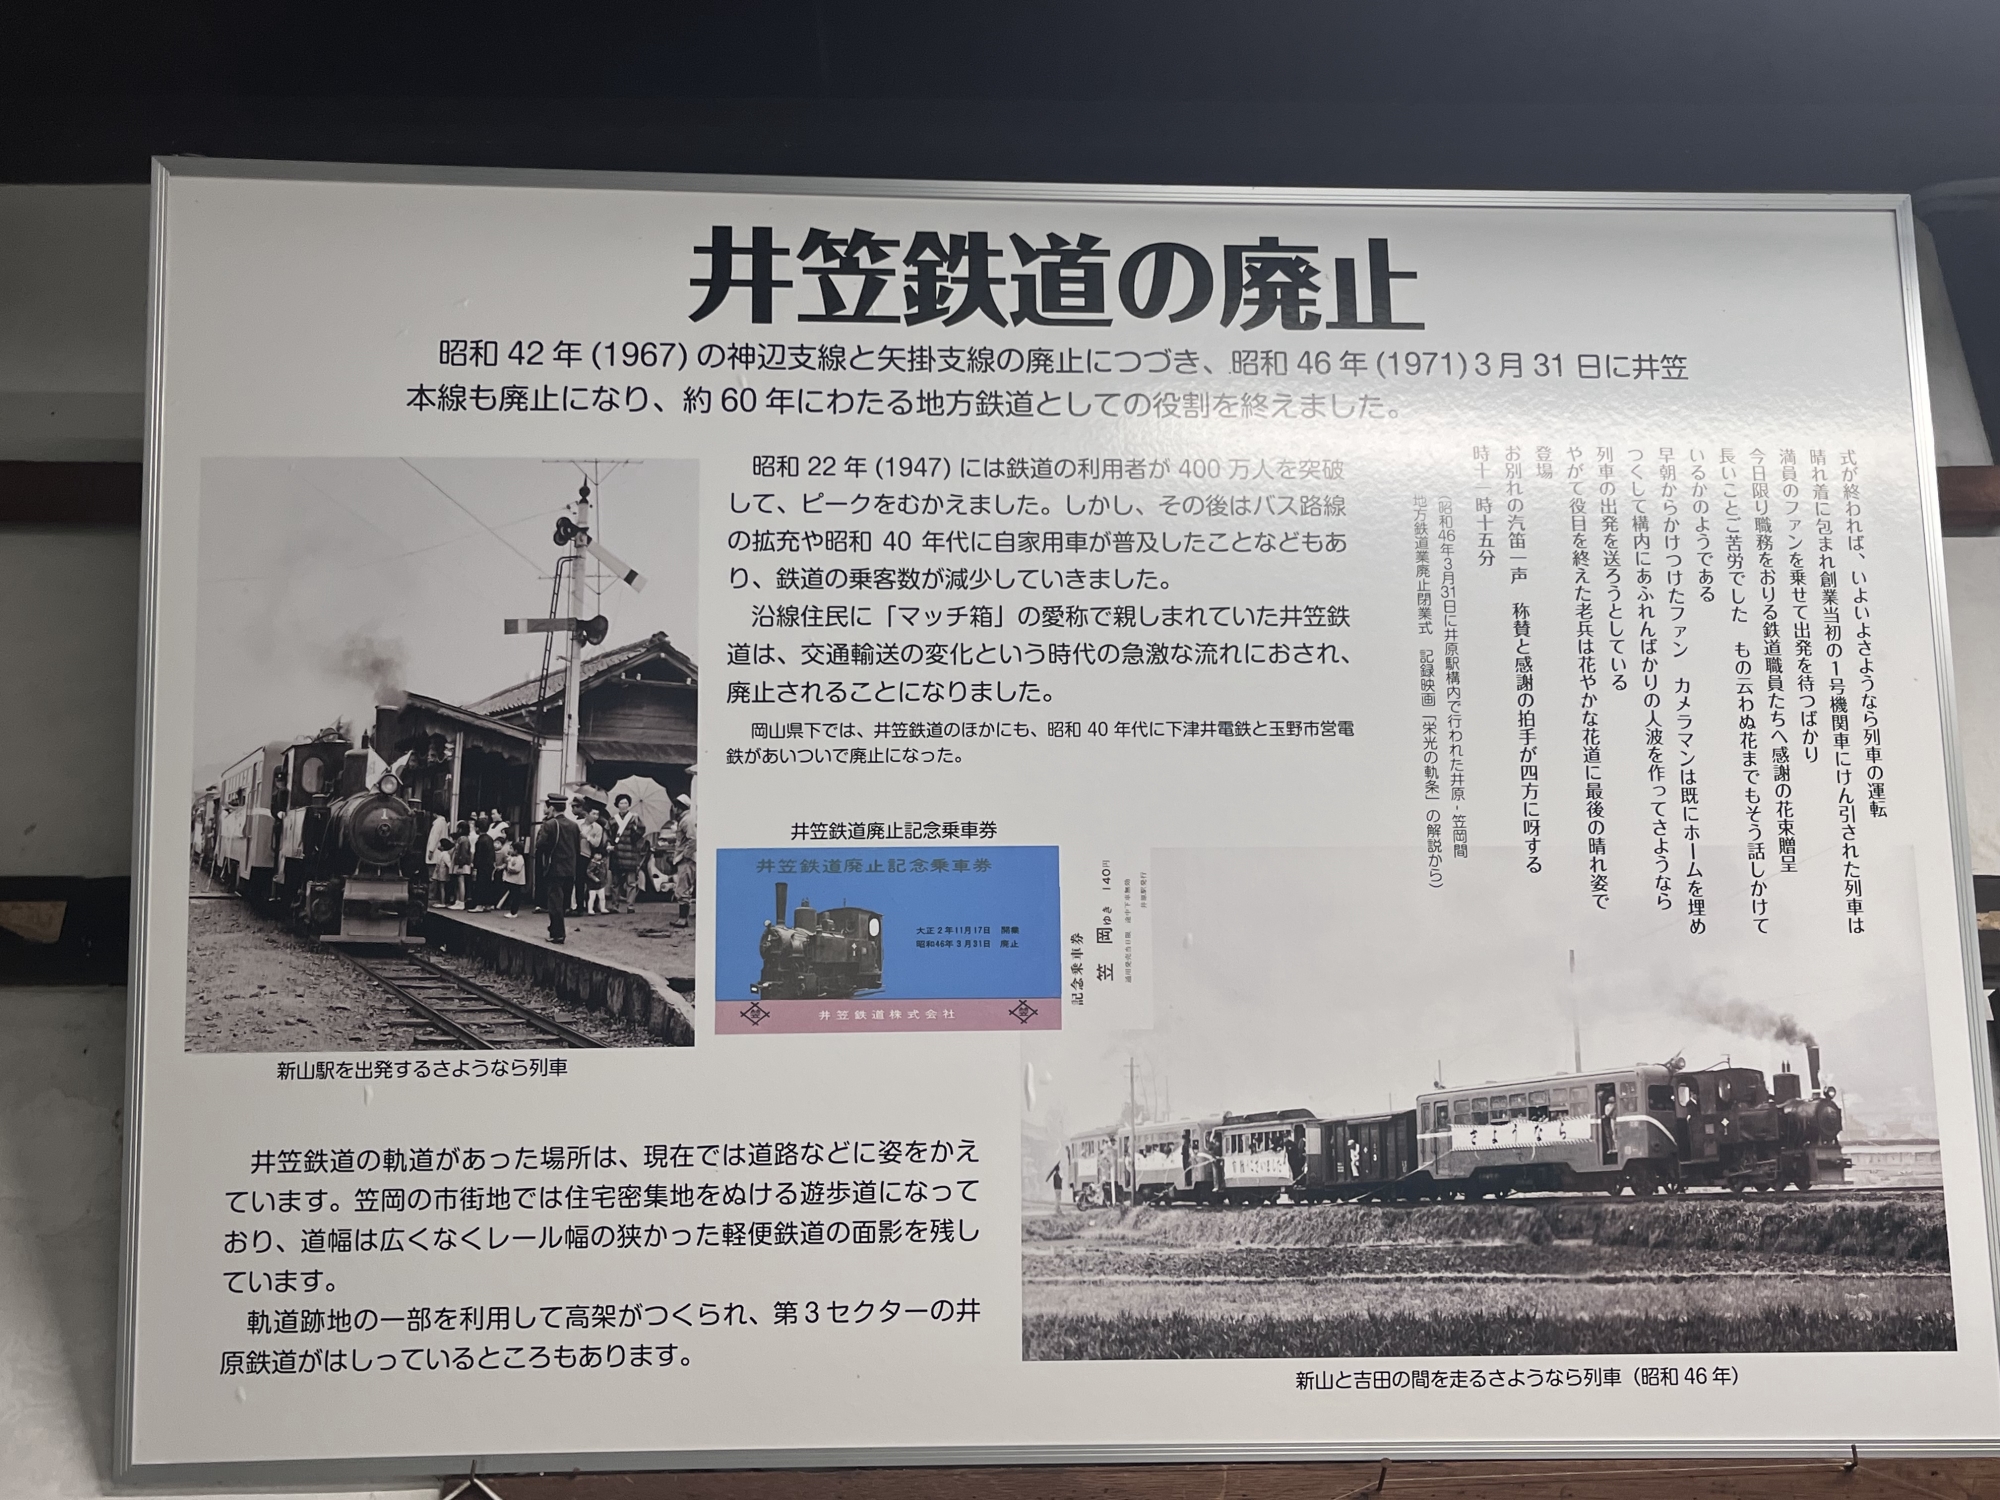 井笠鉄道の廃止
昭和 42 年 (1967) の神辺支線と矢掛支線の廃止につづき、昭和 46 年 (1971) 3 月 31 日に井笠
本線も廃止になり、約 60 年にわたる地方鉄道としての役割を終えました。
昭和 22 年 (1947) には鉄道の利用者が 400 万人を突破
して、ピークをむかえました。しかし、その後はバス路線
の拡充や昭和 40 年代に自家用車が普及したことなどもあ
り、鉄道の乗客数が減少していきました。
沿線住民に「マッチ箱」の愛称で親しまれていた井笠鉄
道は、交通輸送の変化という時代の急激な流れにおされ、
廃止されることになりました。
岡山県下では、井笠鉄道のほかにも、昭和 40 年代に下津井電鉄と玉野市営電
鉄があいついで廃止になった。
式が終われば、いよいよさようなら列車の運転
晴れ着に包まれ創業当初の1号機関車にけん引された列車は
満員のファンを乗せて出発を待つばかり
今日限り職務をおりる鉄道職員たちへ感謝の花束贈呈
長いことご苦労でした もの云わぬ花までもそう話しかけて
いるかのようである
早朝からかけつけたファン カメラマンは既にホームを埋め
つくして構内にあふれんばかりの人波を作ってさようなら
列車の出発を送ろうとしている
やがて役目を終えた老兵は花やかな花道に最後の晴れ姿で
登場
お別れの汽笛一声 称賛と感謝の拍手が四方に呀する
時十一時十五分
(昭和46年3月31日に井原駅構内で行われた井原-笠岡間
地方鉄道業廃止閉業式 記録映画「栄光の軌条」の解説から)
井笠鉄道廃止記念乗車券
井笠鉄道廃止記念乗車券
大正2年11月17日 開業
昭和46年3月31日 廃止
井笠鉄道株式会社
記念乗車券
笠岡ゆき 140円
新山駅を出発するさようなら列車
井笠鉄道の軌道があった場所は、現在では道路などに姿をかえ
ています。笠岡の市街地では住宅密集地をぬける遊歩道になって
おり、道幅は広くなくレール幅の狭かった軽便鉄道の面影を残し
ています。
軌道跡地の一部を利用して高架がつくられ、第３セクターの井
原鉄道がはしっているところもあります。
さようなら
新山と吉田の間を走るさようなら列車（昭和 46 年）